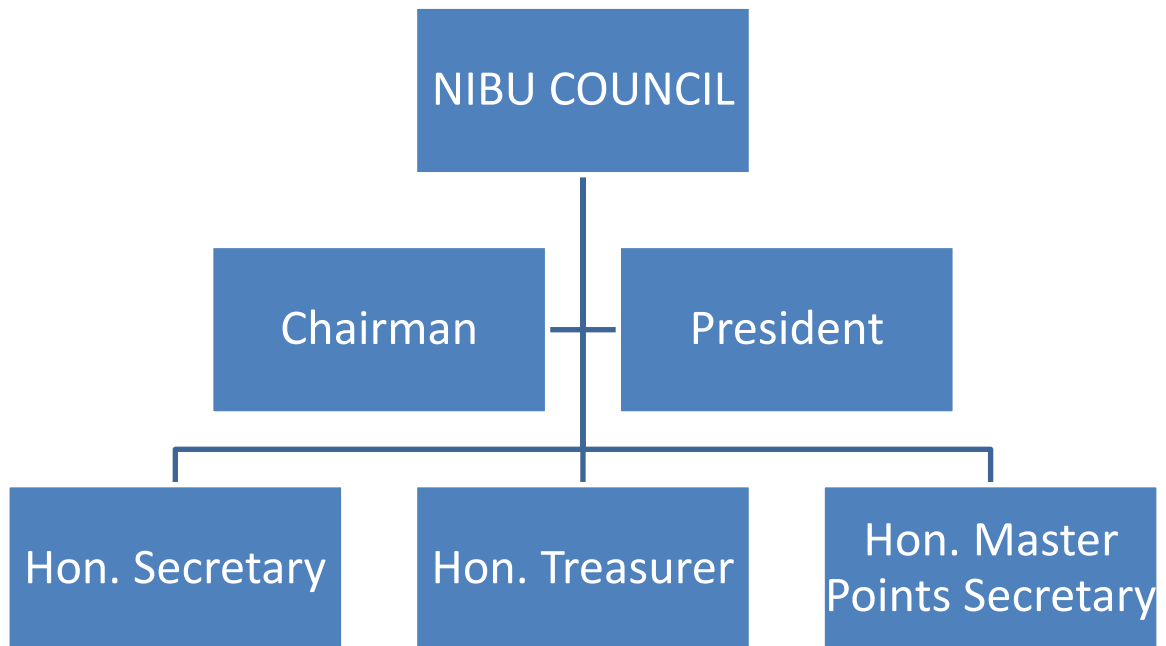 NIBU COUNCIL
Chairman
President
Hon. Secretary
Hon. Treasurer
Hon. Master
Points Secretary